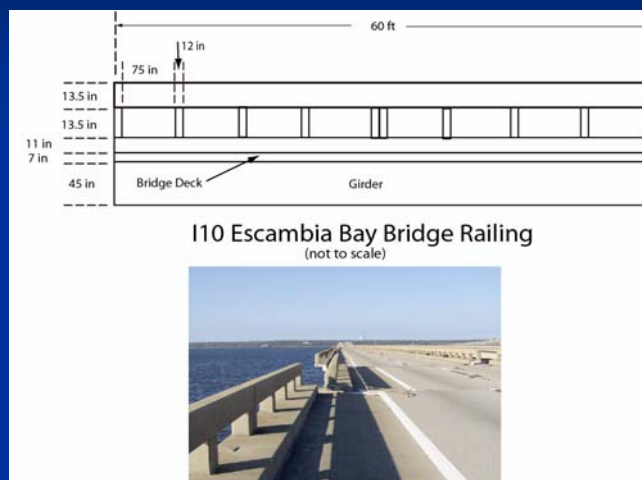 60 ft
12 in
75 in
13.5 in
13.5 in
11 in
7 in
45 in
Bridge Deck
Girder
I10 Escambia Bay Bridge Railing
(not to scale)